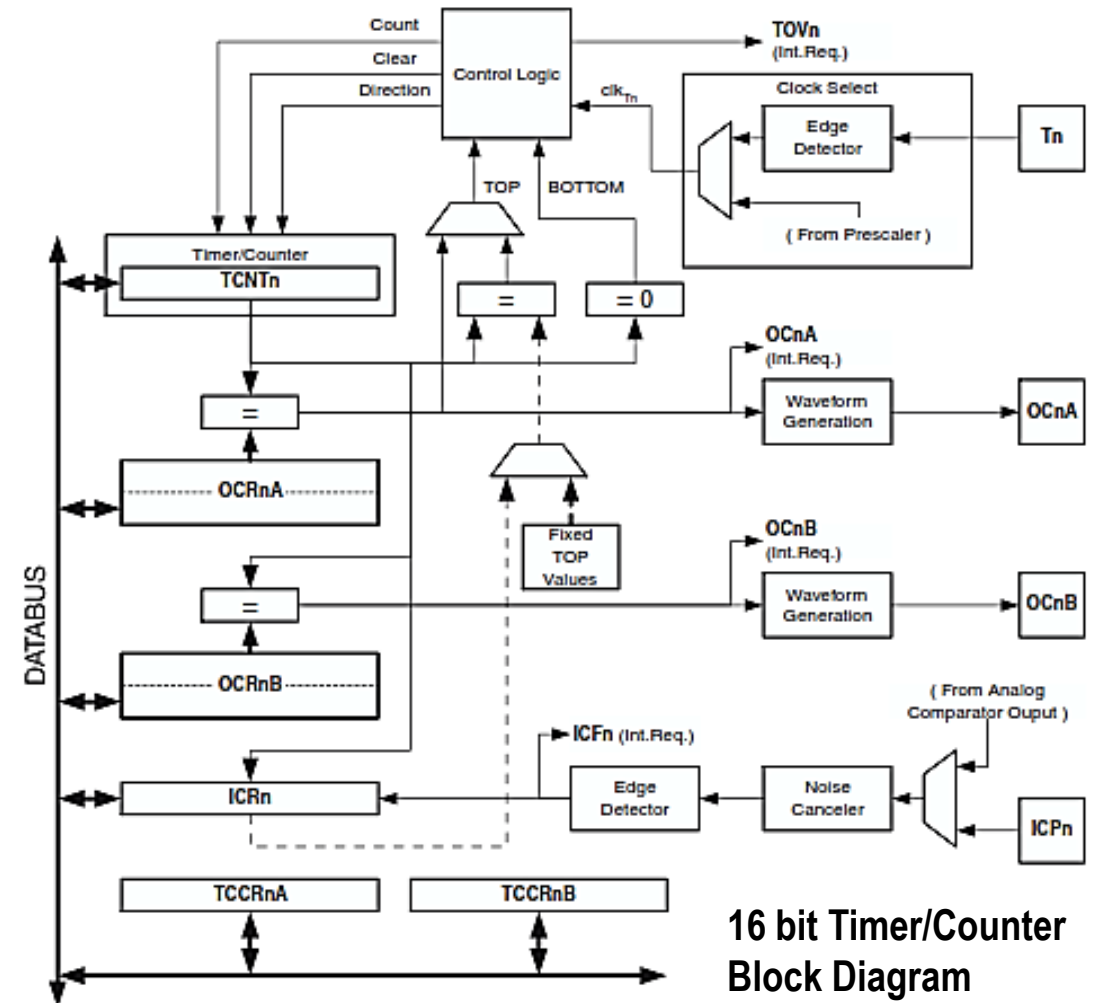 Count
Clear
Direction
Control Logic
TOVn
(Int.Req.)
clkTn
Clock Select
Edge
Detector
Tn
( From Prescaler )
TOP
BOTTOM
Timer/Counter
TCNTn
=
= 0
OCnA
(Int.Req.)
=
Waveform
Generation
OCnA
OCRnA
Fixed
TOP
Values
OCnB
(Int.Req.)
=
Waveform
Generation
OCnB
OCRnB
DATABUS
( From Analog
Comparator Ouput )
ICFn (Int.Req.)
ICRn
Edge
Detector
Noise
Canceler
ICPn
TCCRnA
TCCRnB
16 bit Timer/Counter
Block Diagram